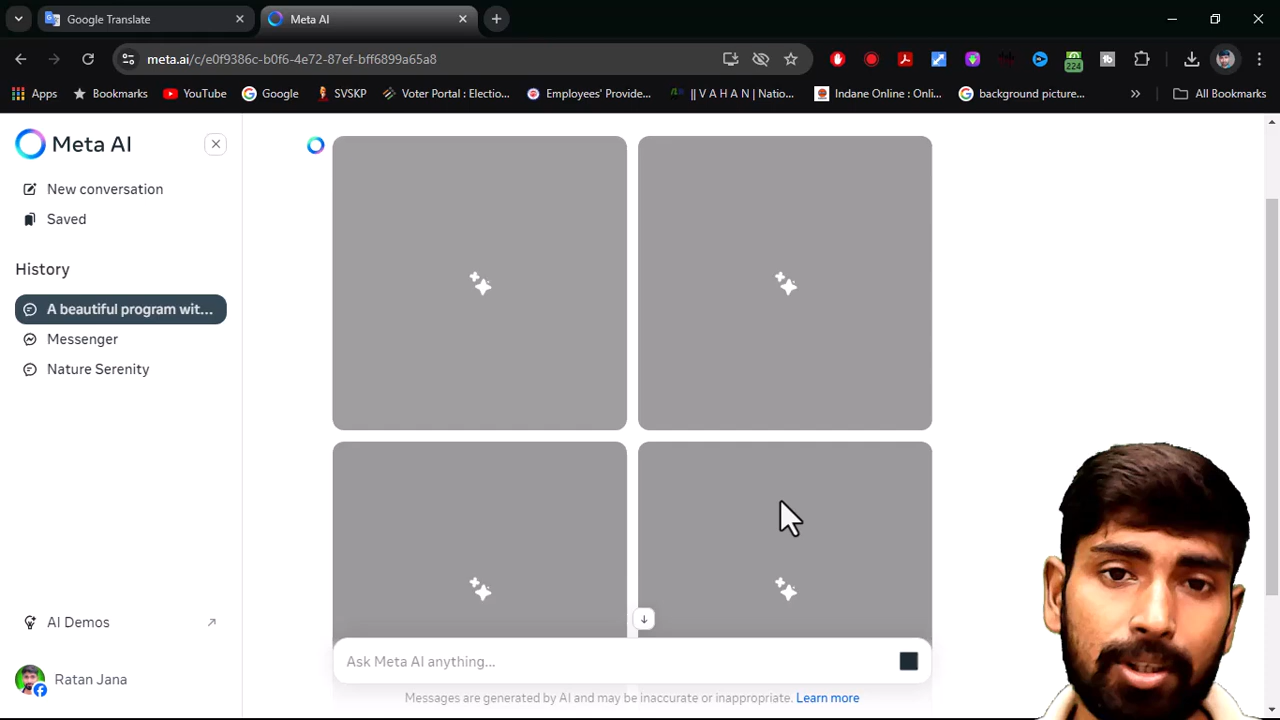 Google Translate
Meta AI
meta.ai/c/e0f9386c-b0f6-4e72-87ef-bff6899a65a8
224
Apps
Bookmarks
YouTube
Google
SVSKP
Voter Portal : Electio...
Employees' Provide...
|| V A H A N | Natio...
Indane Online : Onli...
background picture...
All Bookmarks
Meta AI
New conversation
Saved
History
A beautiful program wit...
Messenger
Nature Serenity
AI Demos
Ratan Jana
Ask Meta AI anything...
Messages are generated by AI and may be inaccurate or inappropriate. Learn more